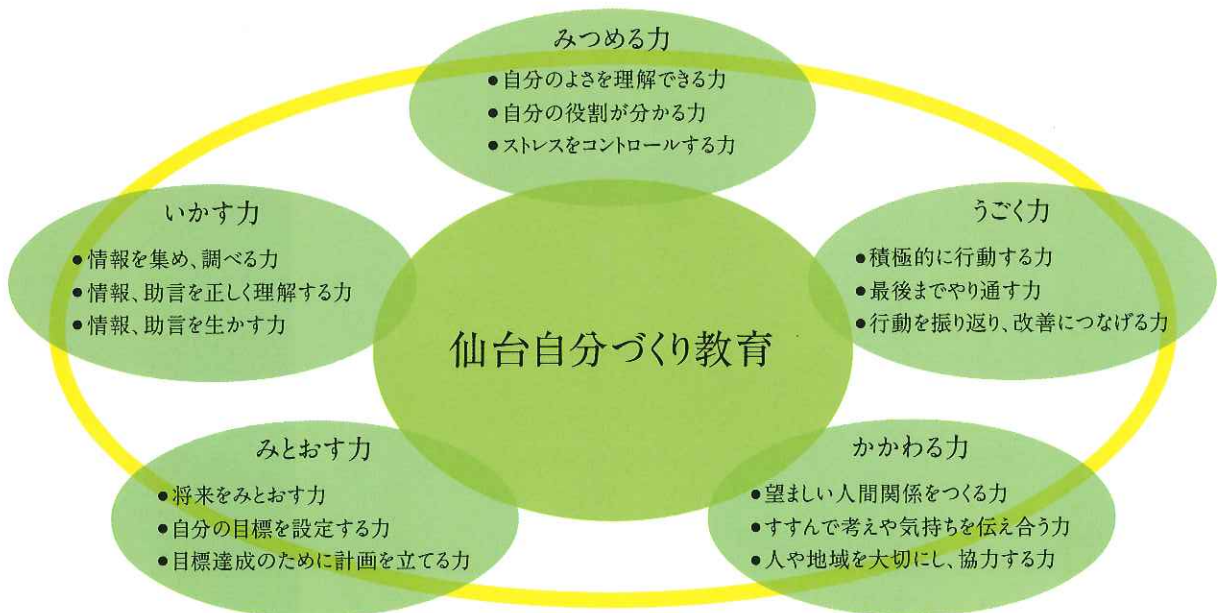 みつめる力
●自分のよさを理解できる力
●自分の役割が分かる力
●ストレスをコントロールする力
いかす力
●情報を集め、調べる力
●情報、助言を正しく理解する力
●情報、助言を生かす力
うごく力
●積極的に行動する力
●最後までやり通す力
●行動を振り返り、改善につなげる力
仙台自分づくり教育
みとおす力
●将来をみとおす力
●自分の目標を設定する力
●目標達成のために計画を立てる力
かかわる力
●望ましい人間関係をつくる力
●すすんで考えや気持ちを伝え合う力
●人や地域を大切にし、協力する力